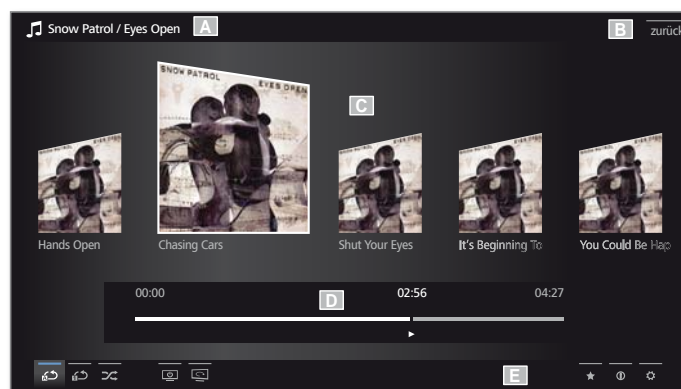 Snow Patrol / Eyes Open A
B zurück
C
SNOW PATROL EYES OPEN
Hands Open
Chasing Cars
Shut Your Eyes
It's Beginning To
You Could Be Hap
00:00 D 02:56 04:27
E